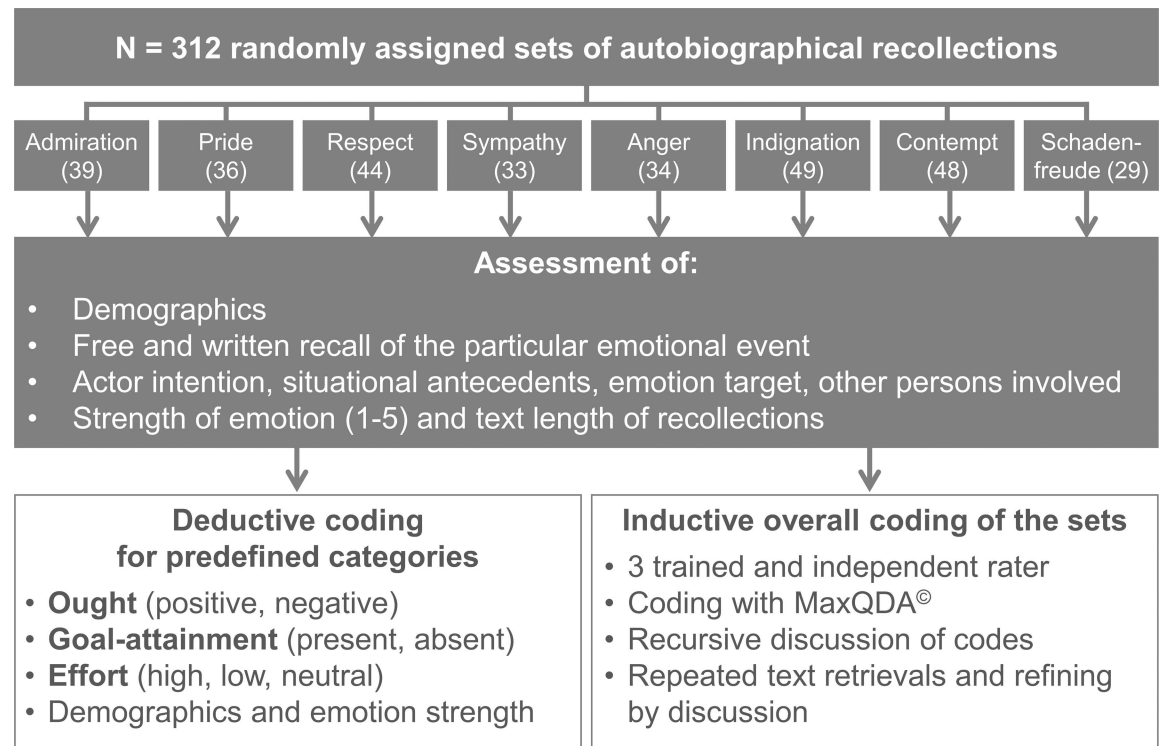 N = 312 randomly assigned sets of autobiographical recollections
Admiration
(39)
Pride
(36)
Respect
(44)
Sympathy
(33)
Anger
(34)
Indignation
(49)
Contempt
(48)
Schaden-
freude (29)
Assessment of:
• Demographics
• Free and written recall of the particular emotional event
• Actor intention, situational antecedents, emotion target, other persons involved
• Strength of emotion (1-5) and text length of recollections
Deductive coding
for predefined categories
• Ought (positive, negative)
• Goal-attainment (present, absent)
• Effort (high, low, neutral)
• Demographics and emotion strength
Inductive overall coding of the sets
• 3 trained and independent rater
• Coding with MaxQDA©
• Recursive discussion of codes
• Repeated text retrievals and refining
by discussion